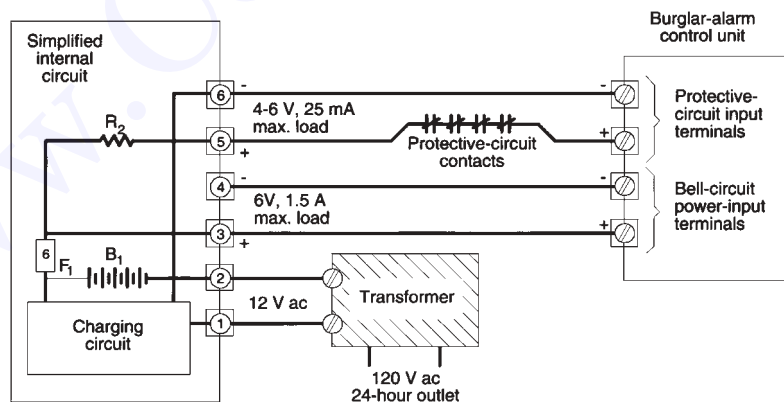 Burglar-alarm
control unit
Simplified
internal
circuit
6
-
-
4-6 V, 25 mA
max. load
R2
5
+
+
Protective-circuit
contacts
Protective-
circuit input
terminals
4
-
-
6V, 1.5 A
max. load
3
+
+
Bell-circuit
power-input
terminals
6
F1
B1
2
12 V ac
Transformer
Charging
circuit
1
120 V ac
24-hour outlet